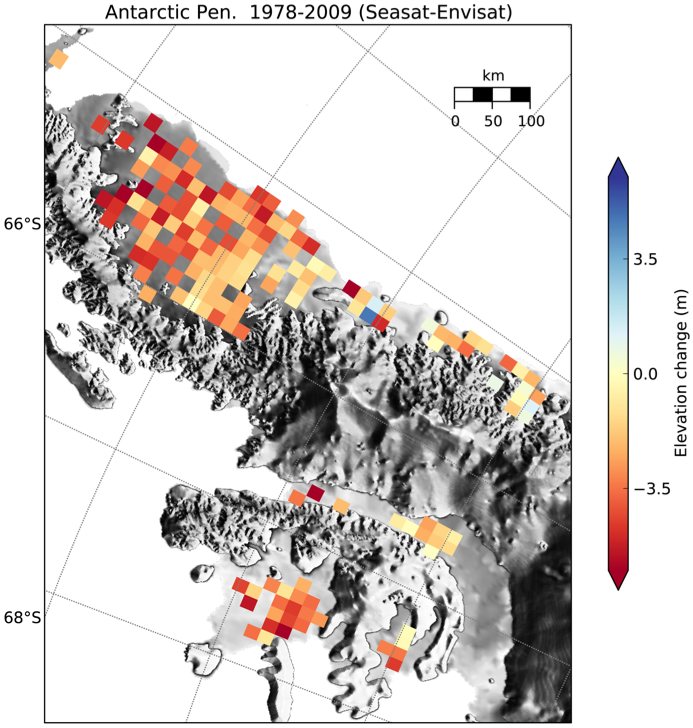 Antarctic Pen.  1978-2009 (Seasat-Envisat)
km
0 50 100
66°S
68°S
3.5
0.0
−3.5
Elevation change (m)